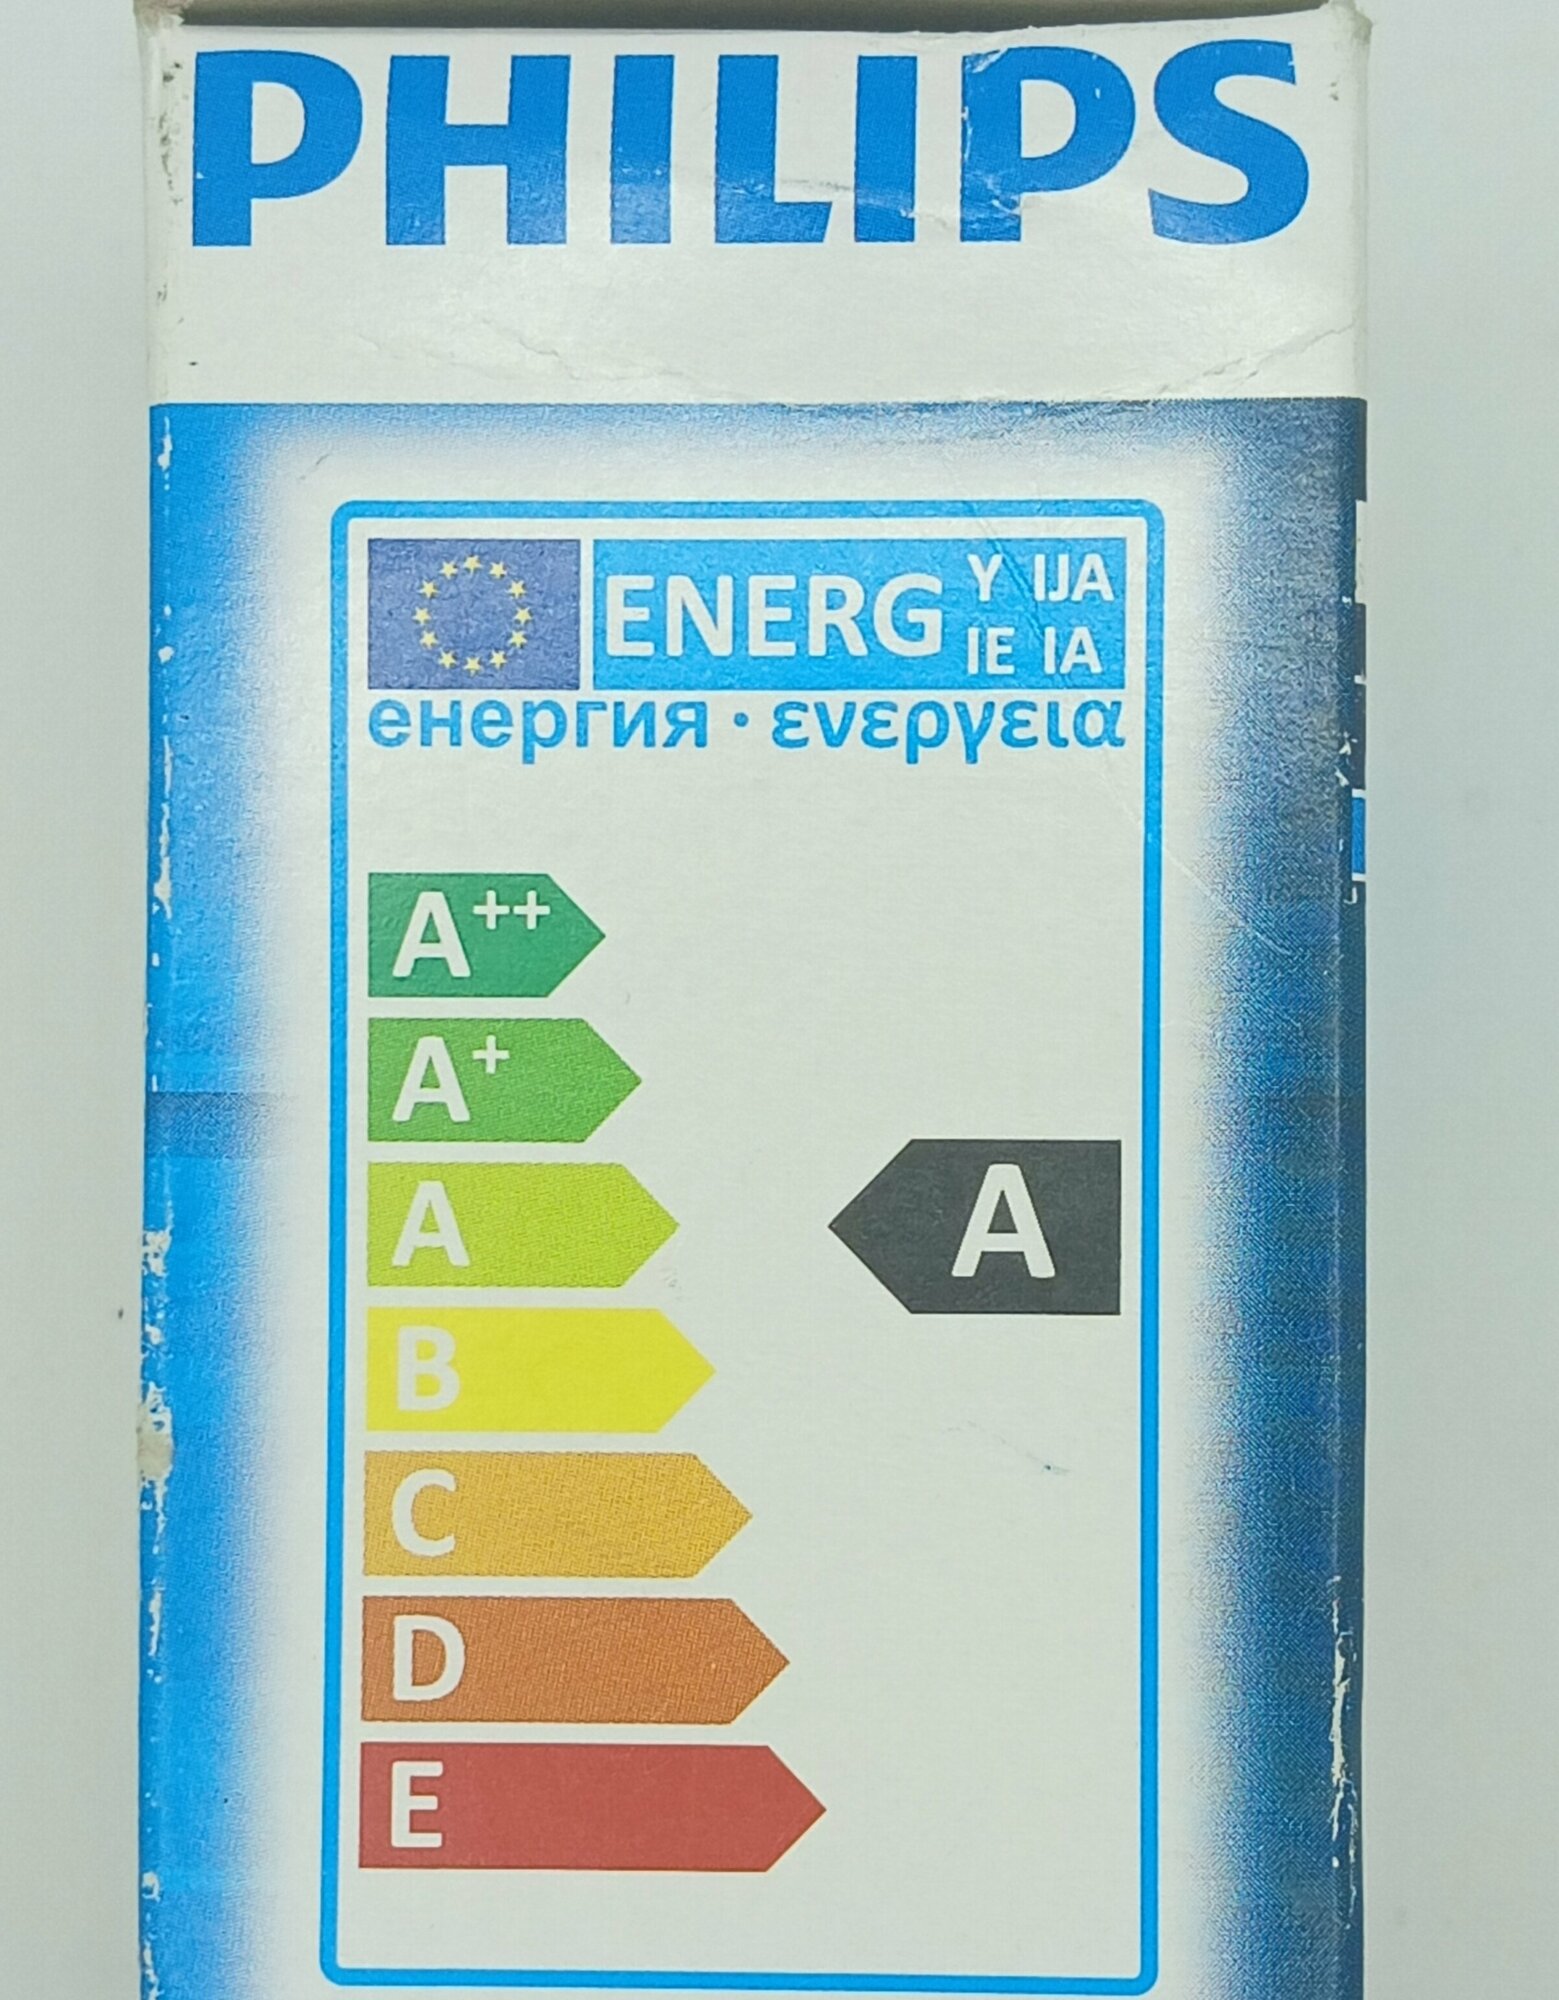 PHILIPS
ENERG Y IJA
IE IA
енергия · ενεργεια
A++
A+
A
A
B
C
D
E